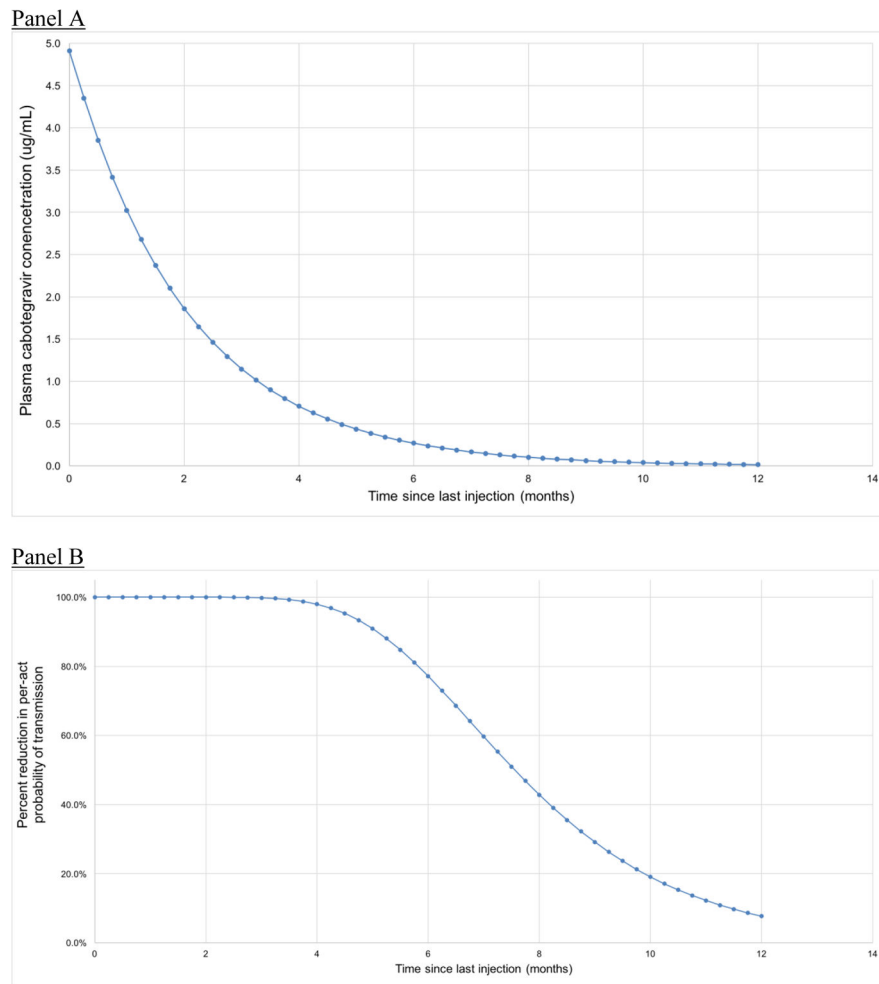 Panel A
Plasma cabotegravir conencetration (ug/mL)
5.0
4.5
4.0
3.5
3.0
2.5
2.0
1.5
1.0
0.5
0.0
0 2 4 6 8 10 12 14
Time since last injection (months)
Panel B
Percent reduction in per-act
probability of transmission
100.0%
80.0%
60.0%
40.0%
20.0%
0.0%
0 2 4 6 8 10 12 14
Time since last injection (months)